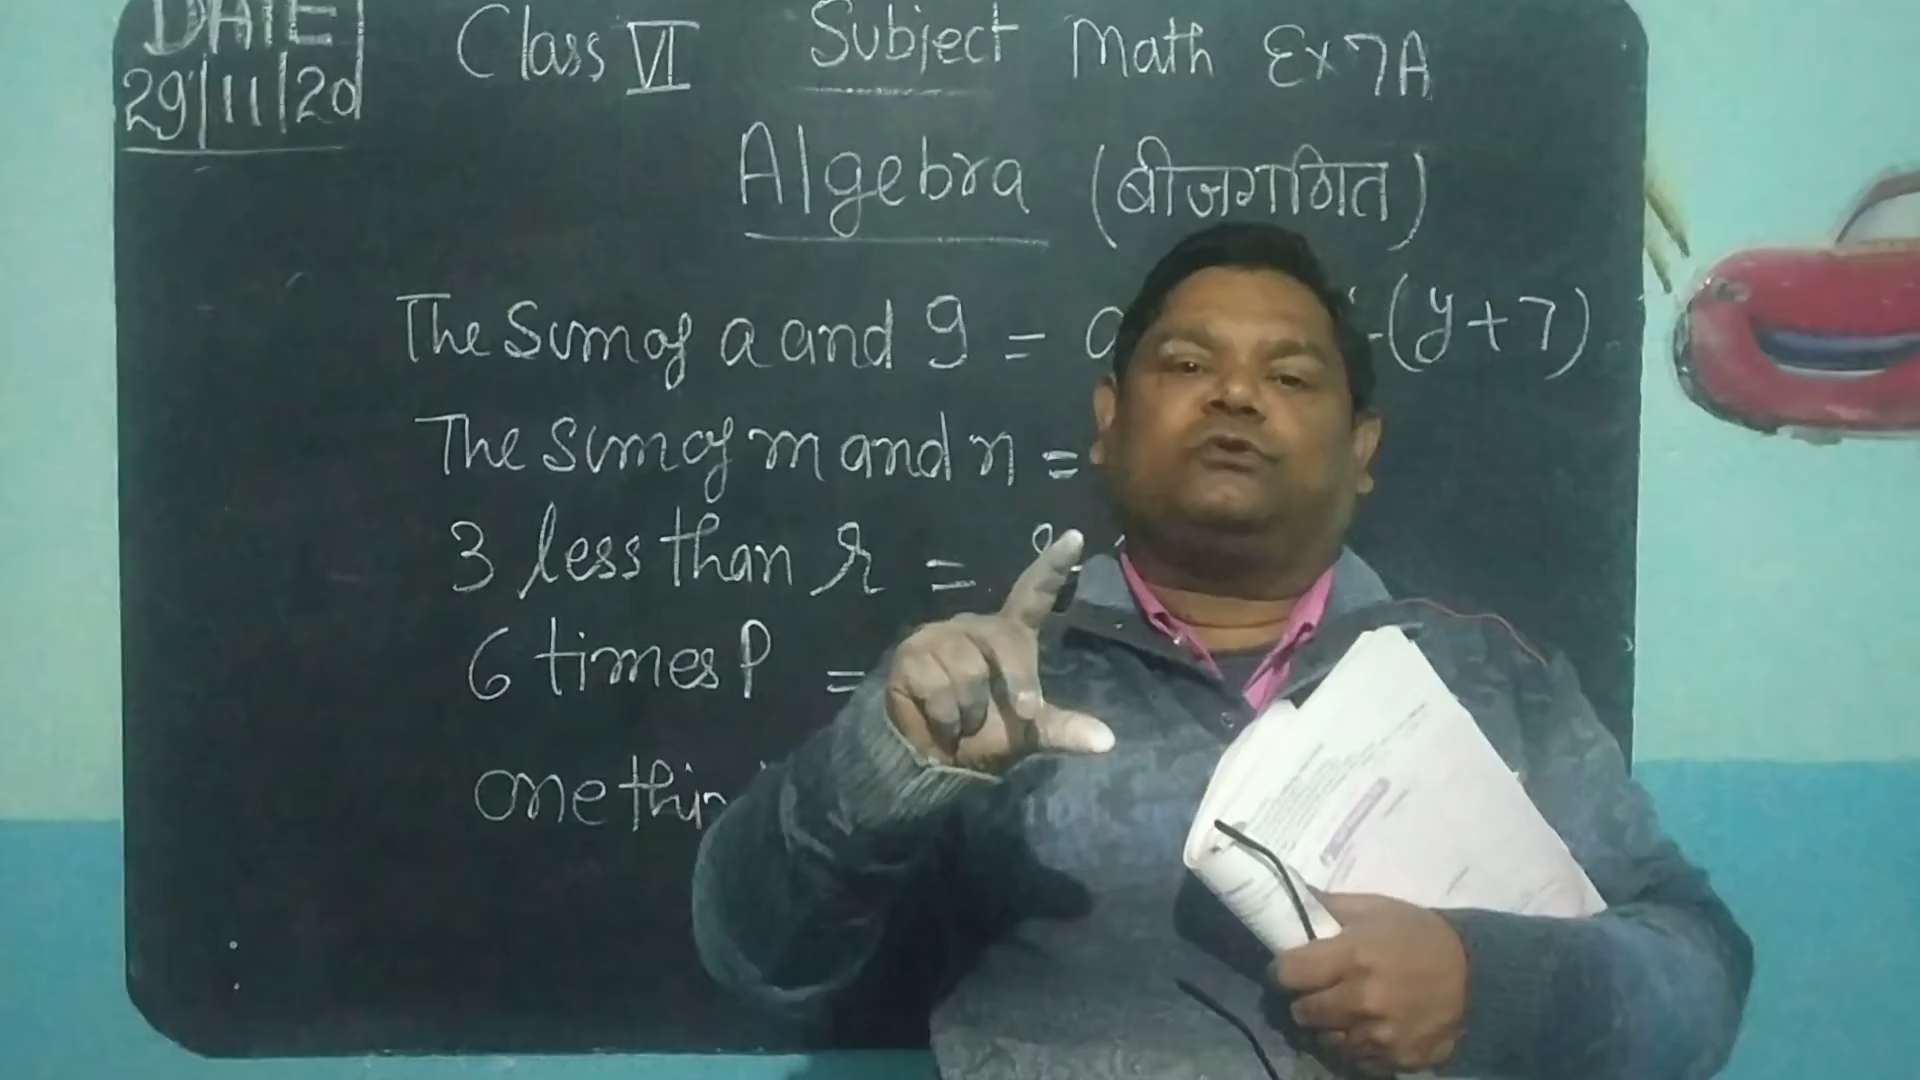 DATE
29/11/20
Class VI Subject Math Ex 7A
Algebra (बीजगणित)
The Sum of a and 9 = (y+7)
The Sum of m and n =
3 less than r =
6 times P =
one